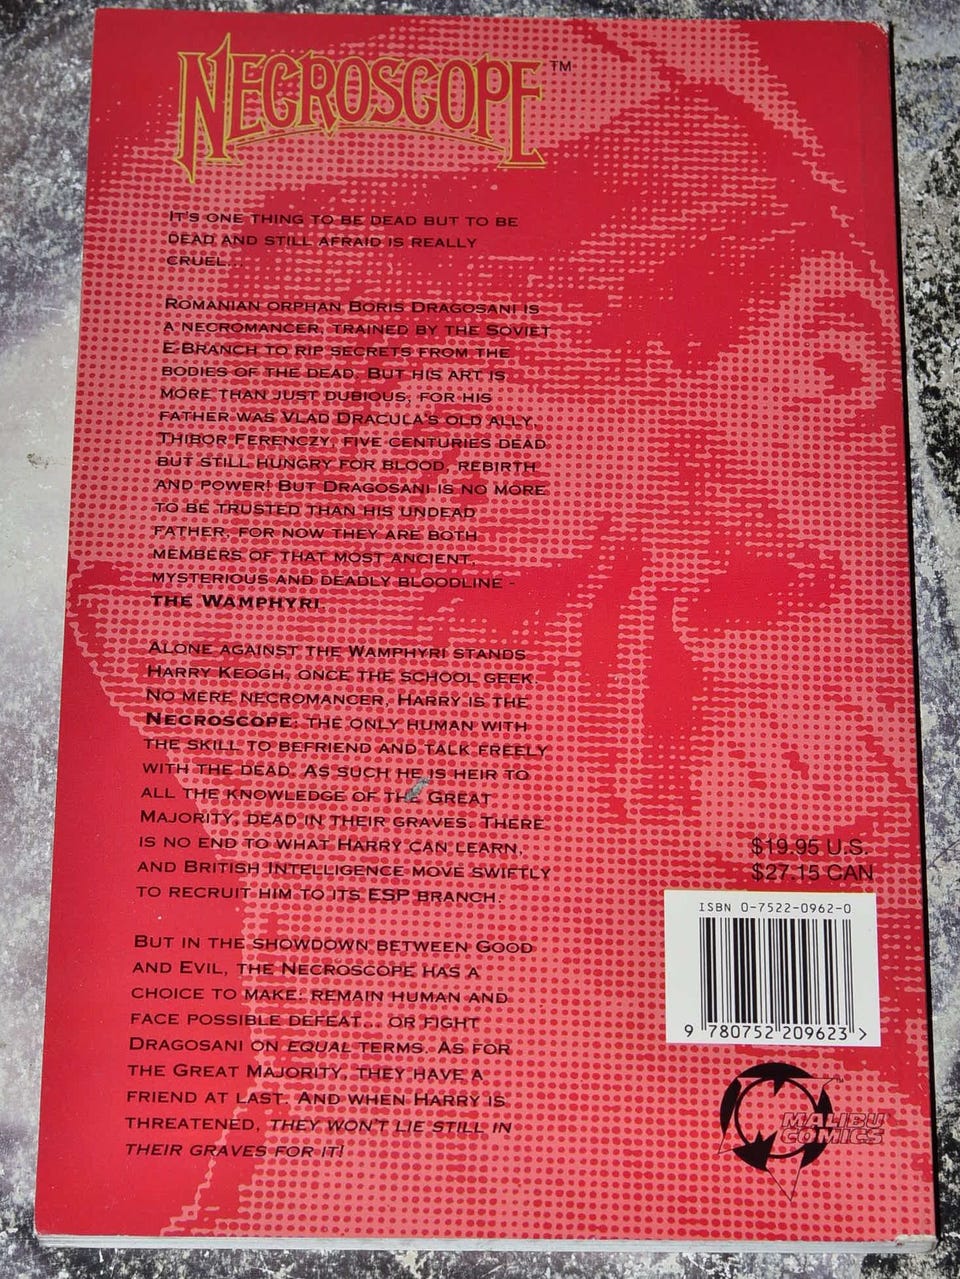 NECROSCOPE™
IT'S ONE THING TO BE DEAD BUT TO BE
DEAD AND STILL AFRAID IS REALLY
CRUEL...
ROMANIAN ORPHAN BORIS DRAGOSANI IS
A NECROMANCER, TRAINED BY THE SOVIET
E-BRANCH TO RIP SECRETS FROM THE
BODIES OF THE DEAD. BUT HIS ART IS
MORE THAN JUST DUBIOUS; FOR HIS
FATHER WAS VLAD DRACULA'S OLD ALLY,
THIBOR FERENCZY, FIVE CENTURIES DEAD
BUT STILL HUNGRY FOR BLOOD, REBIRTH
AND POWER! BUT DRAGOSANI IS NO MORE
TO BE TRUSTED THAN HIS UNDEAD
FATHER, FOR NOW THEY ARE BOTH
MEMBERS OF THAT MOST ANCIENT,
MYSTERIOUS AND DEADLY BLOODLINE -
THE WAMPHYRI.
ALONE AGAINST THE WAMPHYRI STANDS
HARRY KEOGH, ONCE THE SCHOOL GEEK.
NO MERE NECROMANCER, HARRY IS THE
NECROSCOPE: THE ONLY HUMAN WITH
THE SKILL TO BEFRIEND AND TALK FREELY
WITH THE DEAD. AS SUCH HE IS HEIR TO
ALL THE KNOWLEDGE OF THE GREAT
MAJORITY, DEAD IN THEIR GRAVES. THERE
IS NO END TO WHAT HARRY CAN LEARN,
AND BRITISH INTELLIGENCE MOVE SWIFTLY
TO RECRUIT HIM TO ITS ESP BRANCH.
BUT IN THE SHOWDOWN BETWEEN GOOD
AND EVIL, THE NECROSCOPE HAS A
CHOICE TO MAKE: REMAIN HUMAN AND
FACE POSSIBLE DEFEAT... OR FIGHT
DRAGOSANI ON EQUAL TERMS. AS FOR
THE GREAT MAJORITY, THEY HAVE A
FRIEND AT LAST. AND WHEN HARRY IS
THREATENED, THEY WON'T LIE STILL IN
THEIR GRAVES FOR IT!
$19.95 U.S.
$27.15 CAN
ISBN 0-7522-0962-0
9 780752 209623 >
MALIBU
COMICS™